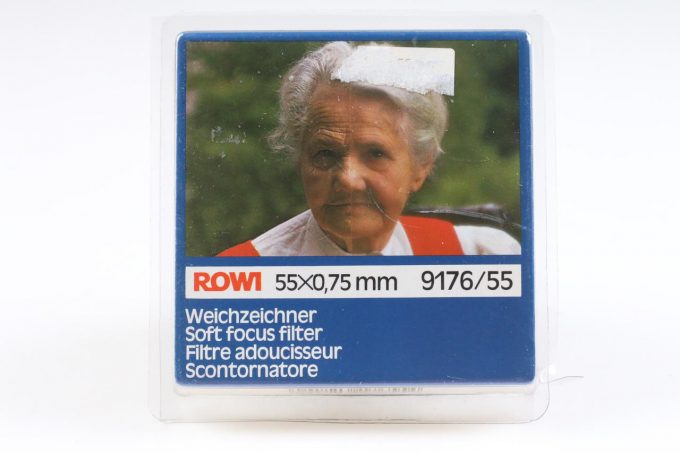 ROWI 55×0,75 mm 9176/55
Weichzeichner
Soft focus filter
Filtre adoucisseur
Scontornatore